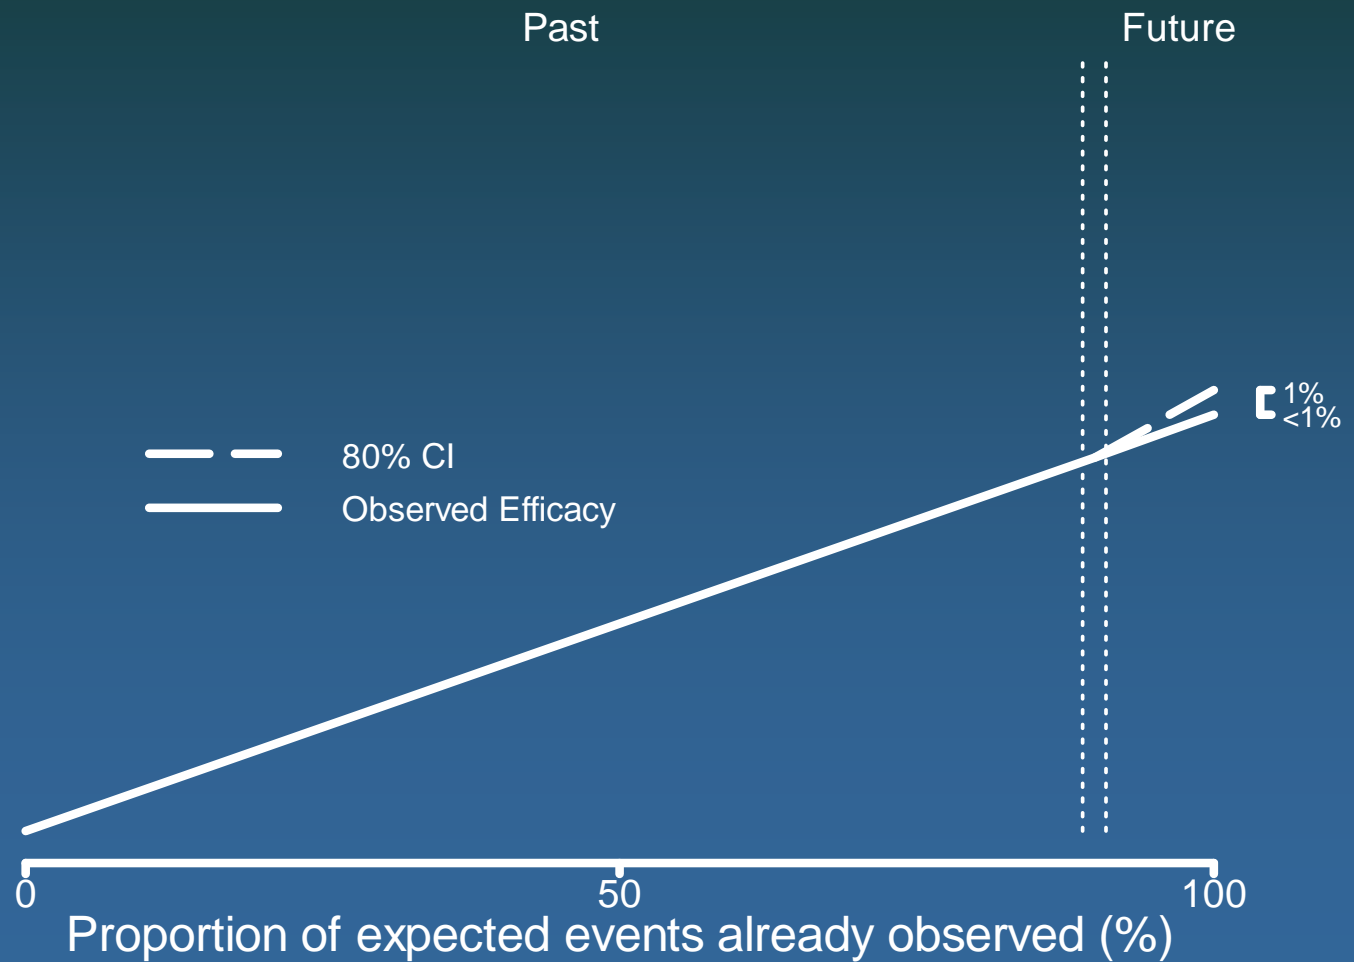 Past
Future
1%
<1%
80% CI
Observed Efficacy
0
50
100
Proportion of expected events already observed (%)